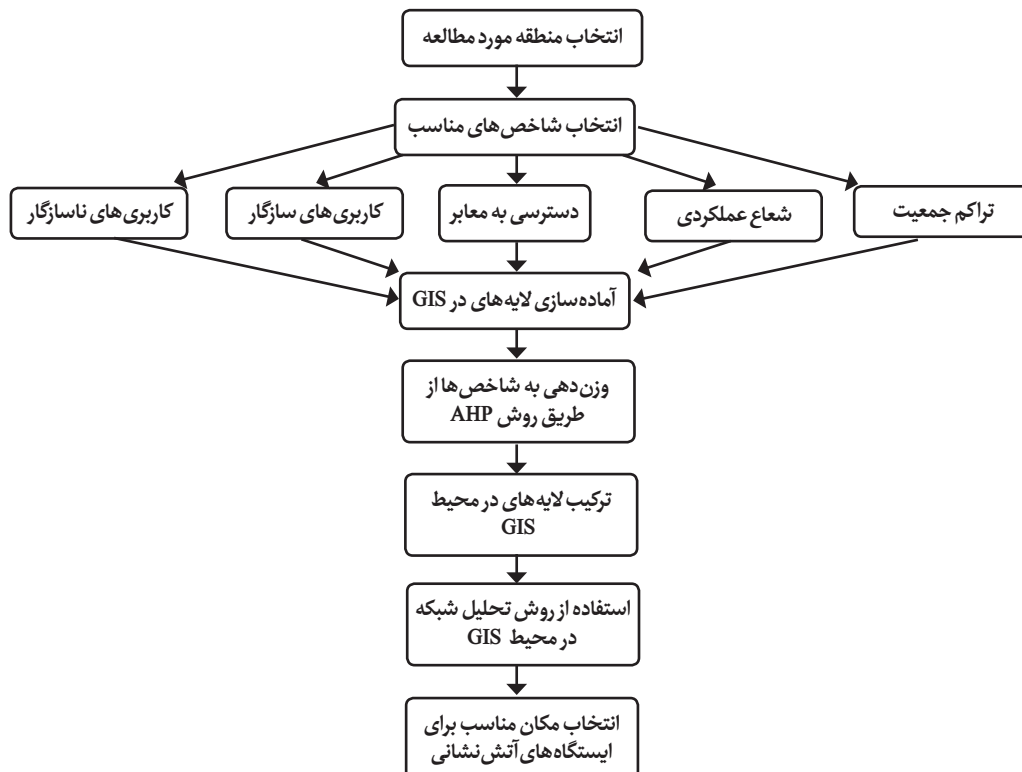 انتخاب منطقه مورد مطالعه
انتخاب شاخص‌های مناسب
تراکم جمعیت
شعاع عملکردی
دسترسی به معابر
کاربری‌های سازگار
کاربری‌های ناسازگار
آماده‌سازی لایه‌های در GIS
وزن‌دهی به شاخص‌ها از
طریق روش AHP
ترکیب لایه‌های در محیط
GIS
استفاده از روش تحلیل شبکه
در محیط GIS
انتخاب مکان مناسب برای
ایستگاه‌های آتش‌نشانی